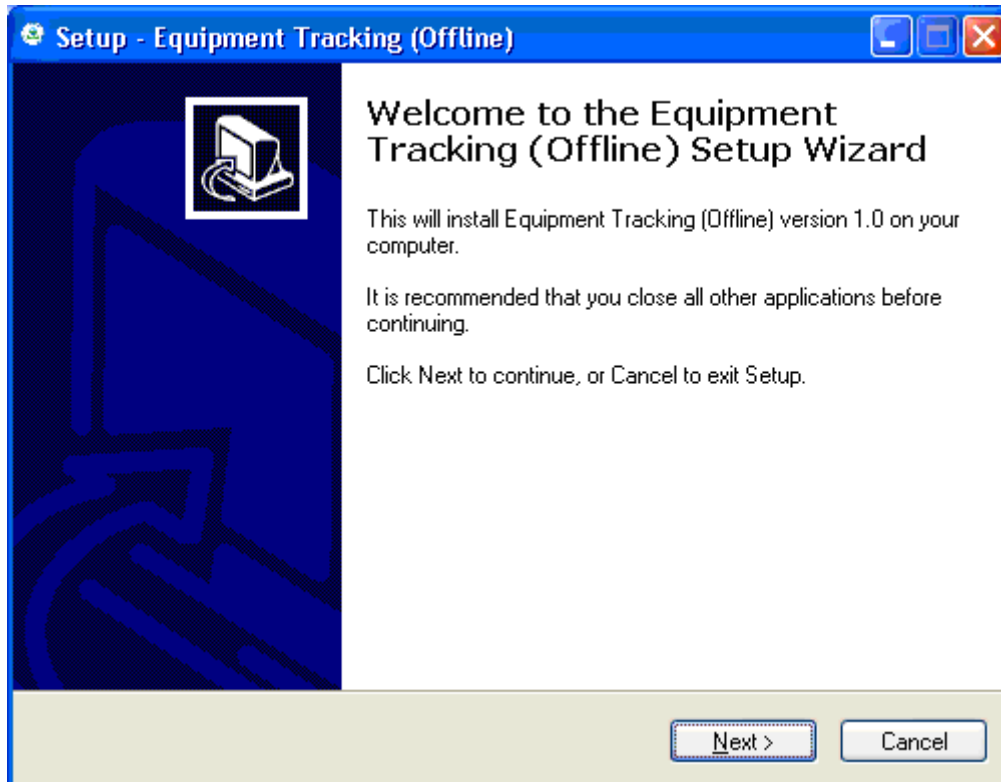 Setup - Equipment Tracking (Offline)
Welcome to the Equipment
Tracking (Offline) Setup Wizard
This will install Equipment Tracking (Offline) version 1.0 on your
computer.
It is recommended that you close all other applications before
continuing.
Click Next to continue, or Cancel to exit Setup.
Next >
Cancel